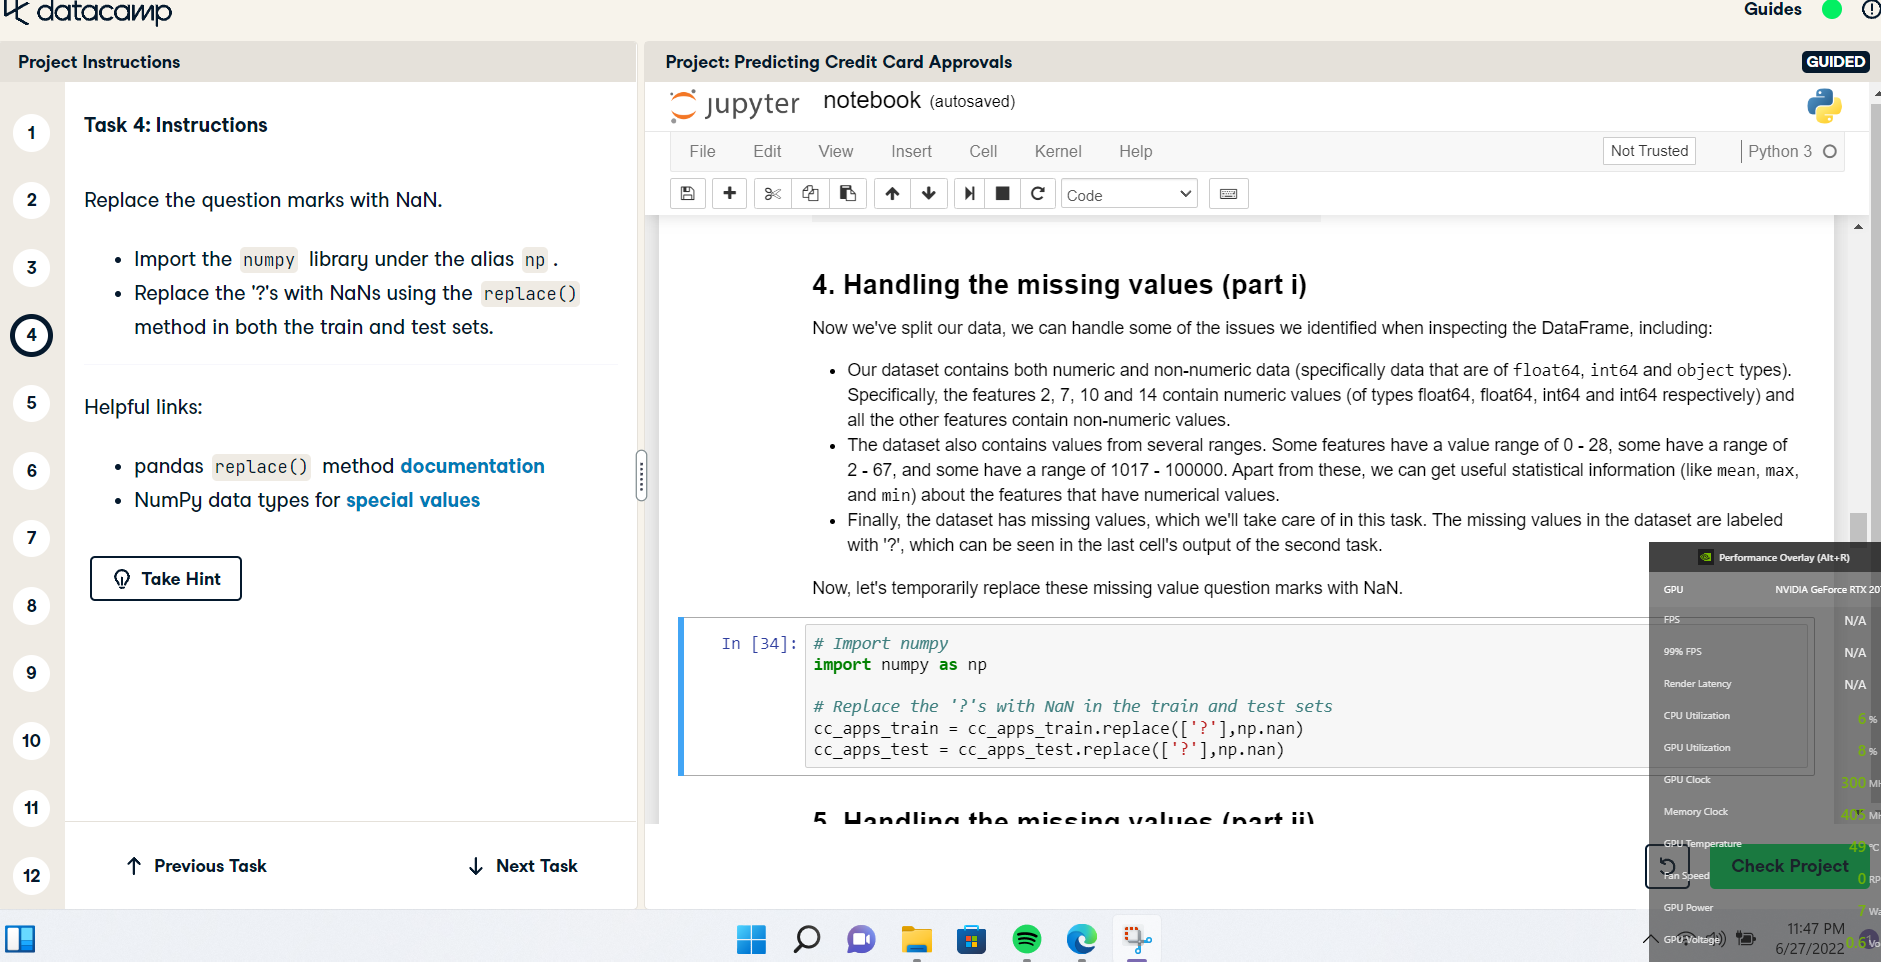 datacamp
Guides
Project Instructions
Project: Predicting Credit Card Approvals
GUIDED
1
2
3
4
5
6
7
8
9
10
11
12
Task 4: Instructions
Replace the question marks with NaN.
• Import the numpy library under the alias np .
• Replace the '?'s with NaNs using the replace()
method in both the train and test sets.
Helpful links:
• pandas replace() method documentation
• NumPy data types for special values
Take Hint
↑ Previous Task
↓ Next Task
jupyter notebook (autosaved)
File Edit View Insert Cell Kernel Help
Not Trusted
Python 3
Code
4. Handling the missing values (part i)
Now we've split our data, we can handle some of the issues we identified when inspecting the DataFrame, including:
• Our dataset contains both numeric and non-numeric data (specifically data that are of float64, int64 and object types).
Specifically, the features 2, 7, 10 and 14 contain numeric values (of types float64, float64, int64 and int64 respectively) and
all the other features contain non-numeric values.
• The dataset also contains values from several ranges. Some features have a value range of 0 - 28, some have a range of
2 - 67, and some have a range of 1017 - 100000. Apart from these, we can get useful statistical information (like mean, max,
and min) about the features that have numerical values.
• Finally, the dataset has missing values, which we'll take care of in this task. The missing values in the dataset are labeled
with '?', which can be seen in the last cell's output of the second task.
Now, let's temporarily replace these missing value question marks with NaN.
In [34]:
# Import numpy
import numpy as np
# Replace the '?'s with NaN in the train and test sets
cc_apps_train = cc_apps_train.replace(['?'],np.nan)
cc_apps_test = cc_apps_test.replace(['?'],np.nan)
5. Handling the missing values (part ii)
Check Project
Performance Overlay (Alt+R)
GPU NVIDIA GeForce RTX
FPS N/A
99% FPS N/A
Render Latency N/A
CPU Utilization 6 %
GPU Utilization 8 %
GPU Clock 300
Memory Clock 405
GPU Temperature 49 °C
Fan Speed 0
GPU Power 7
GPU Voltage
11:47 PM
6/27/2022